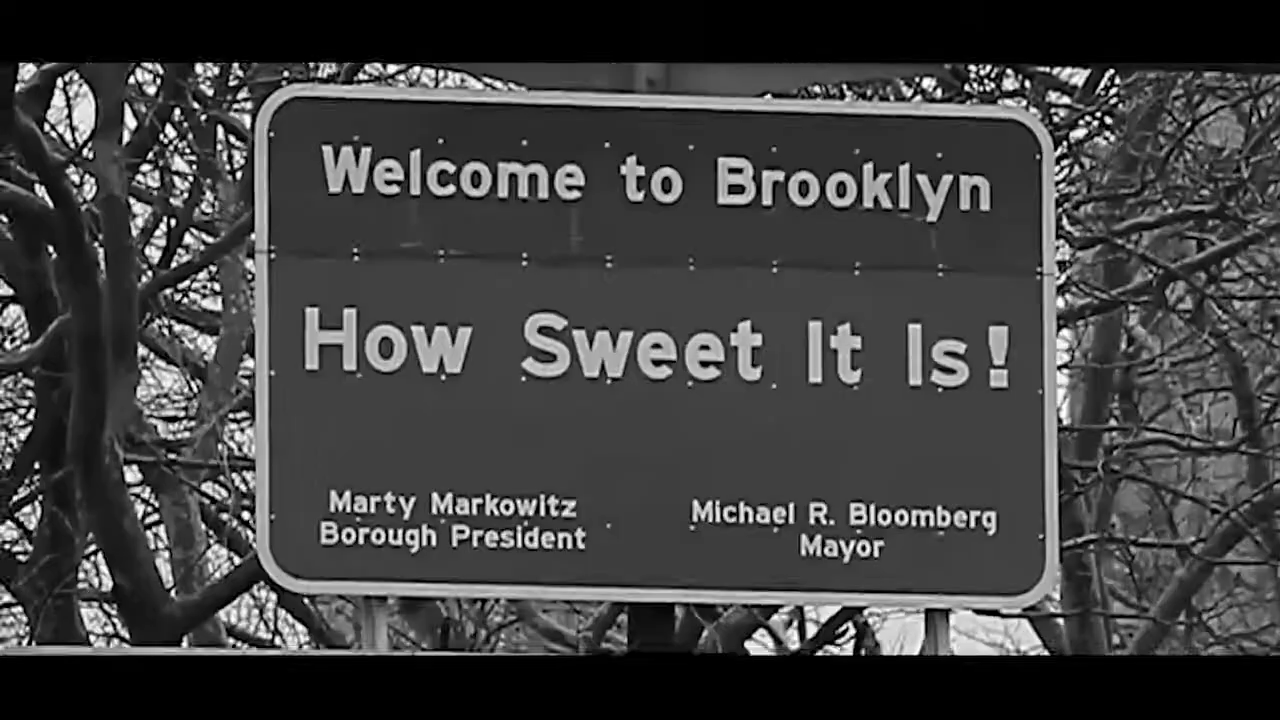 Welcome to Brooklyn
How Sweet It Is!
Marty Markowitz
Borough President
Michael R. Bloomberg
Mayor